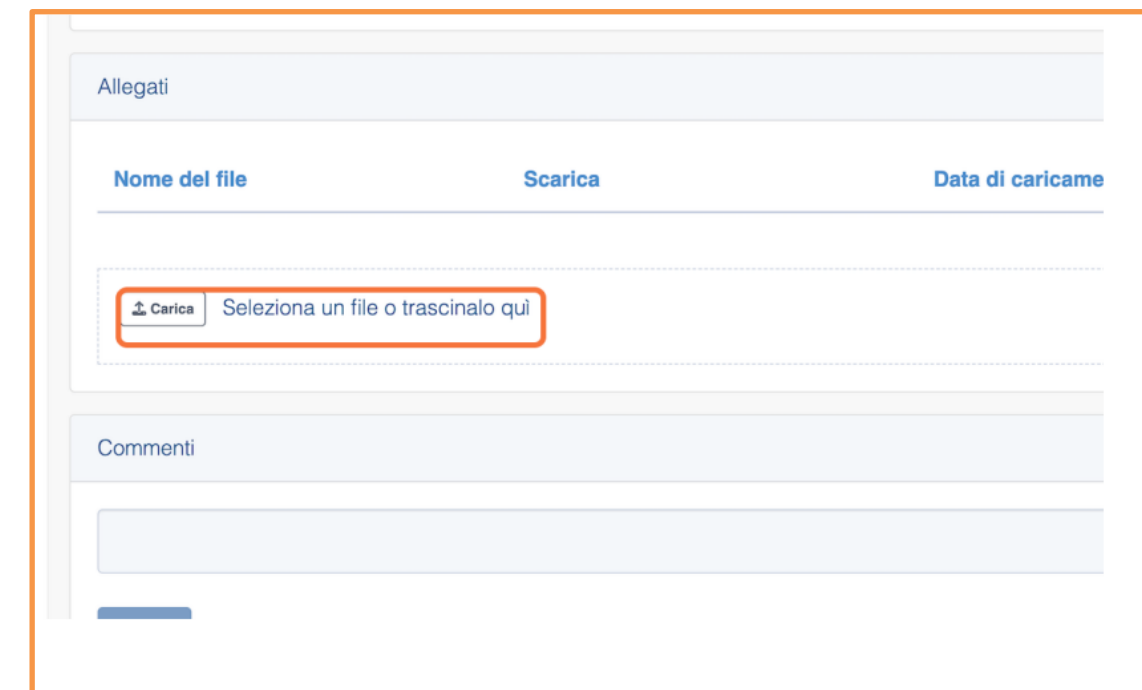 Allegati
Nome del file Scarica Data di caricame
Carica Seleziona un file o trascinalo quì
Commenti